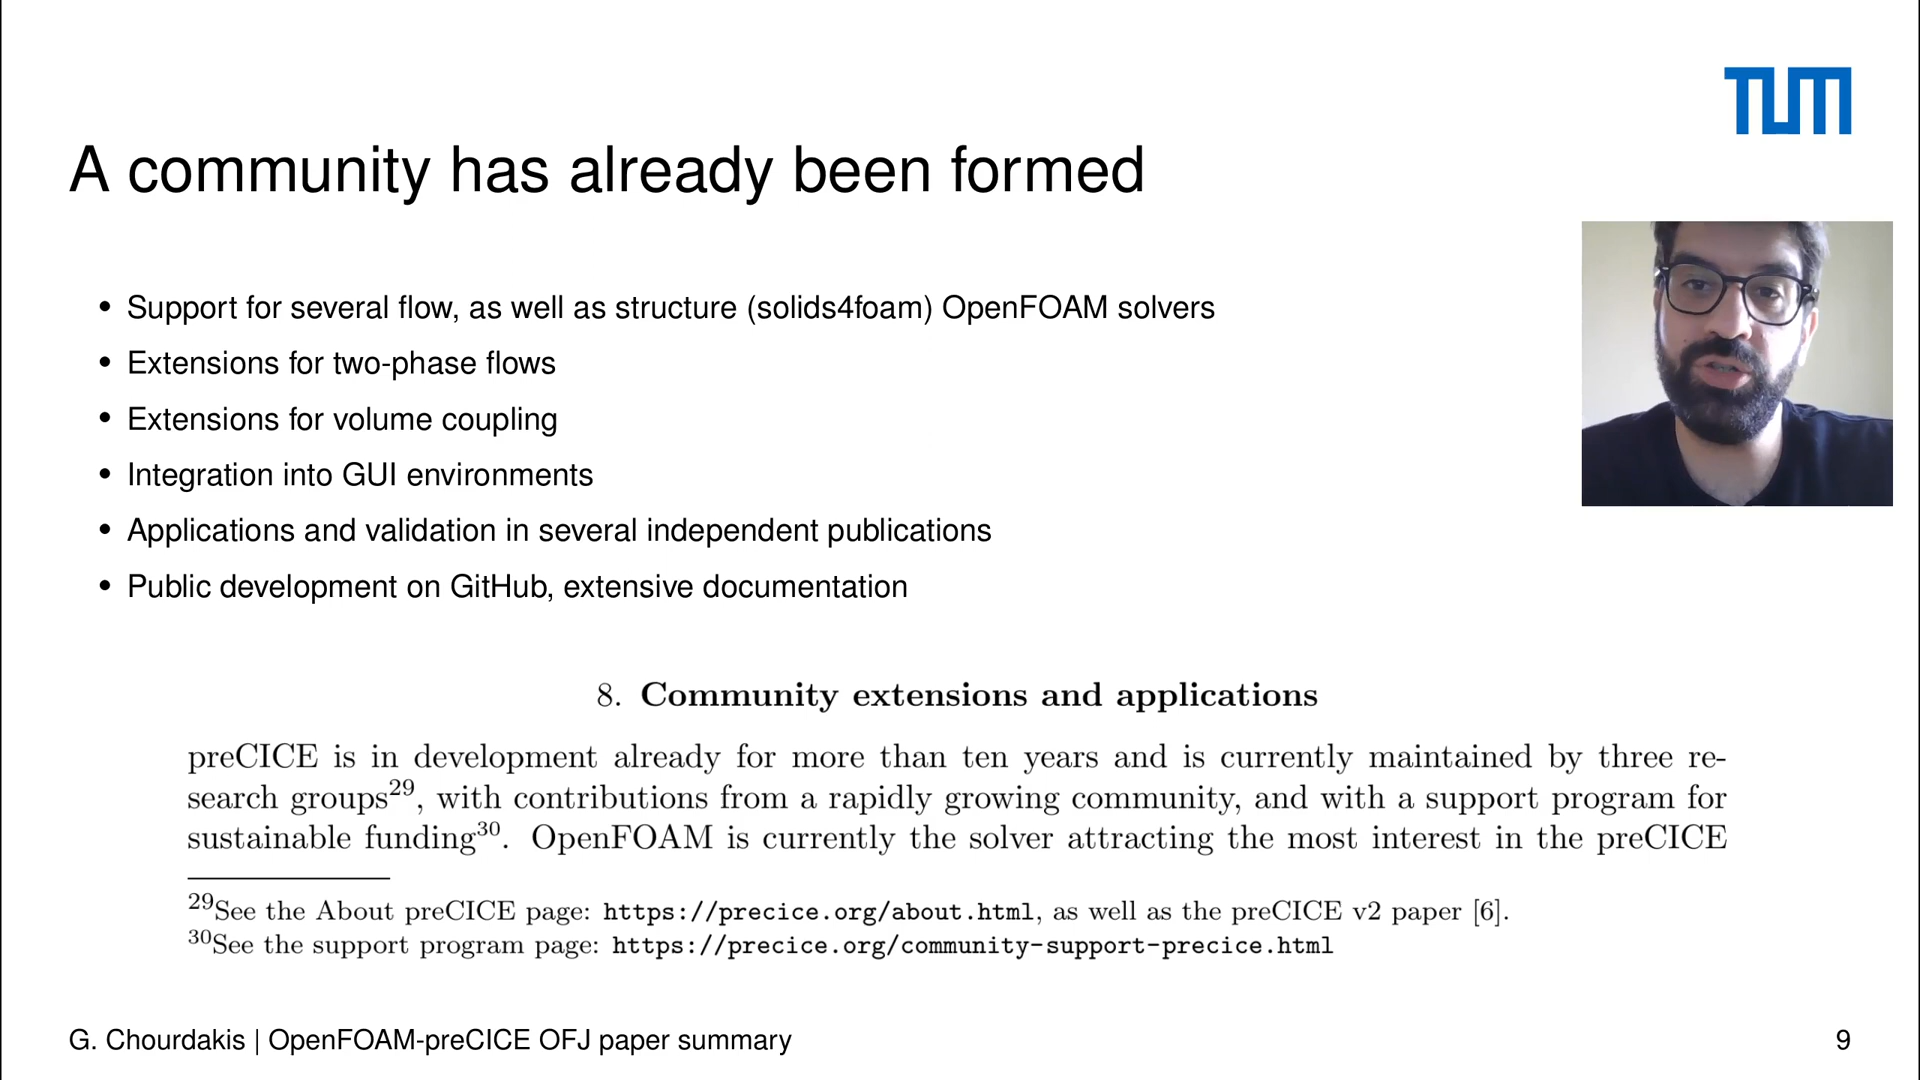 TUM
A community has already been formed
• Support for several flow, as well as structure (solids4foam) OpenFOAM solvers
• Extensions for two-phase flows
• Extensions for volume coupling
• Integration into GUI environments
• Applications and validation in several independent publications
• Public development on GitHub, extensive documentation
8. Community extensions and applications
preCICE is in development already for more than ten years and is currently maintained by three re-
search groups29, with contributions from a rapidly growing community, and with a support program for
sustainable funding30. OpenFOAM is currently the solver attracting the most interest in the preCICE
29See the About preCICE page: https://precice.org/about.html, as well as the preCICE v2 paper [6].
30See the support program page: https://precice.org/community-support-precice.html
G. Chourdakis | OpenFOAM-preCICE OFJ paper summary
9